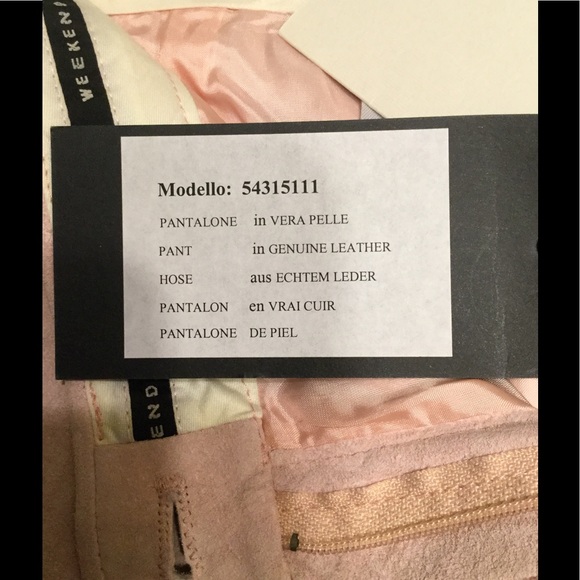 WEEKEN
Modello: 54315111
PANTALONE in VERA PELLE
PANT in GENUINE LEATHER
HOSE aus ECHTEM LEDER
PANTALON en VRAI CUIR
PANTALONE DE PIEL
END